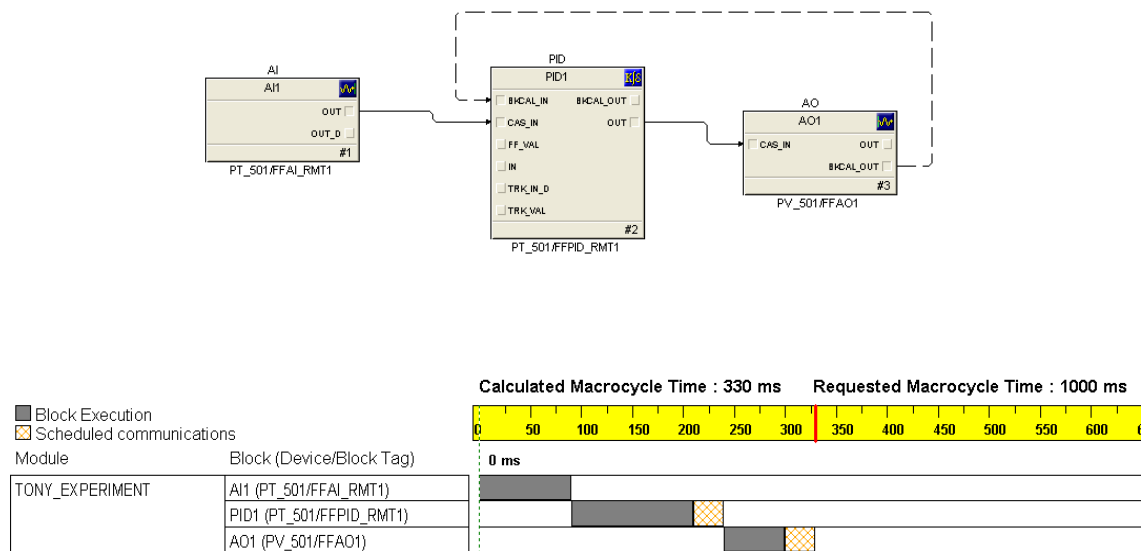 AI
AI1
OUT
OUT_D
#1
PT_501/FFAI_RMT1
PID
PID1
BKCAL_IN BKCAL_OUT
CAS_IN OUT
FF_VAL
IN
TRK_IN_D
TRK_VAL
#2
PT_501/FFPID_RMT1
AO
AO1
CAS_IN OUT
BKCAL_OUT
#3
PV_501/FFAO1
Calculated Macrocycle Time : 330 ms Requested Macrocycle Time : 1000 ms
Block Execution
Scheduled communications
0 50 100 150 200 250 300 350 400 450 500 550 600
Module Block (Device/Block Tag) 0 ms
TONY_EXPERIMENT AI1 (PT_501/FFAI_RMT1)
PID1 (PT_501/FFPID_RMT1)
AO1 (PV_501/FFAO1)